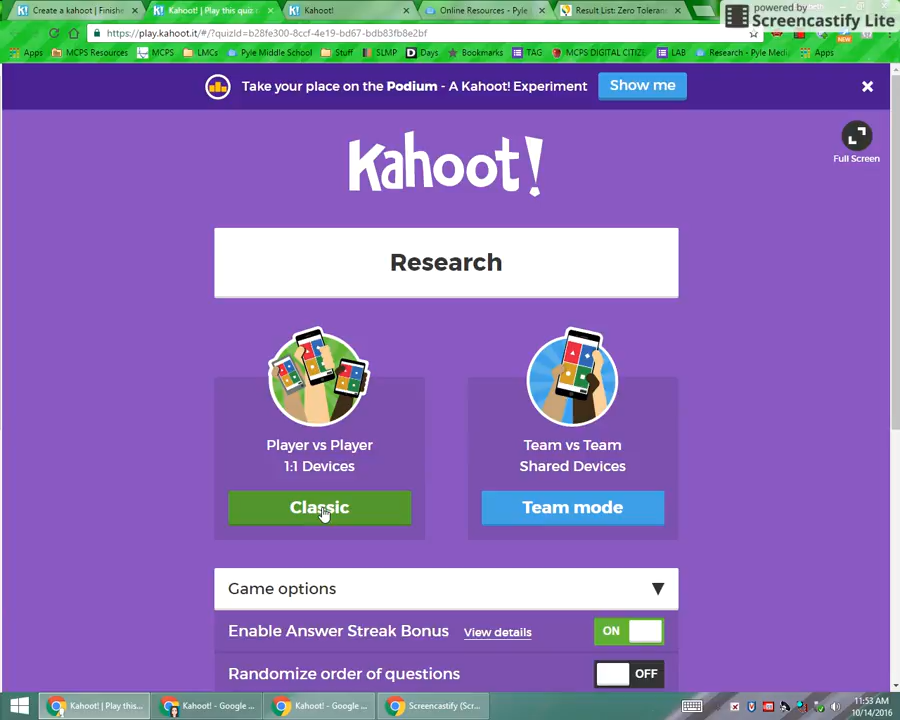 Create a kahoot | Finishe
Kahoot! | Play this quiz
Kahoot!
Online Resources - Pyle
Result List: Zero Toleran
powered by
Screencastify Lite
https://play.kahoot.it/#/?quizId=b28fe300-8ccf-4e19-bd67-bdb83fb8e2bf
Apps MCPS Resources MCPS LMCs Pyle Middle School Stuff SLMP Days Bookmarks TAG MCPS DIGITAL CITIZE LAB Research - Pyle Medi Apps
Take your place on the Podium - A Kahoot! Experiment Show me
Kahoot!
Full Screen
Research
Player vs Player
1:1 Devices
Classic
Team vs Team
Shared Devices
Team mode
Game options
Enable Answer Streak Bonus View details ON
Randomize order of questions OFF
Kahoot! | Play this...
Kahoot! - Google ...
Kahoot! - Google ...
Screencastify (Scr...
11:53 AM
10/14/2016